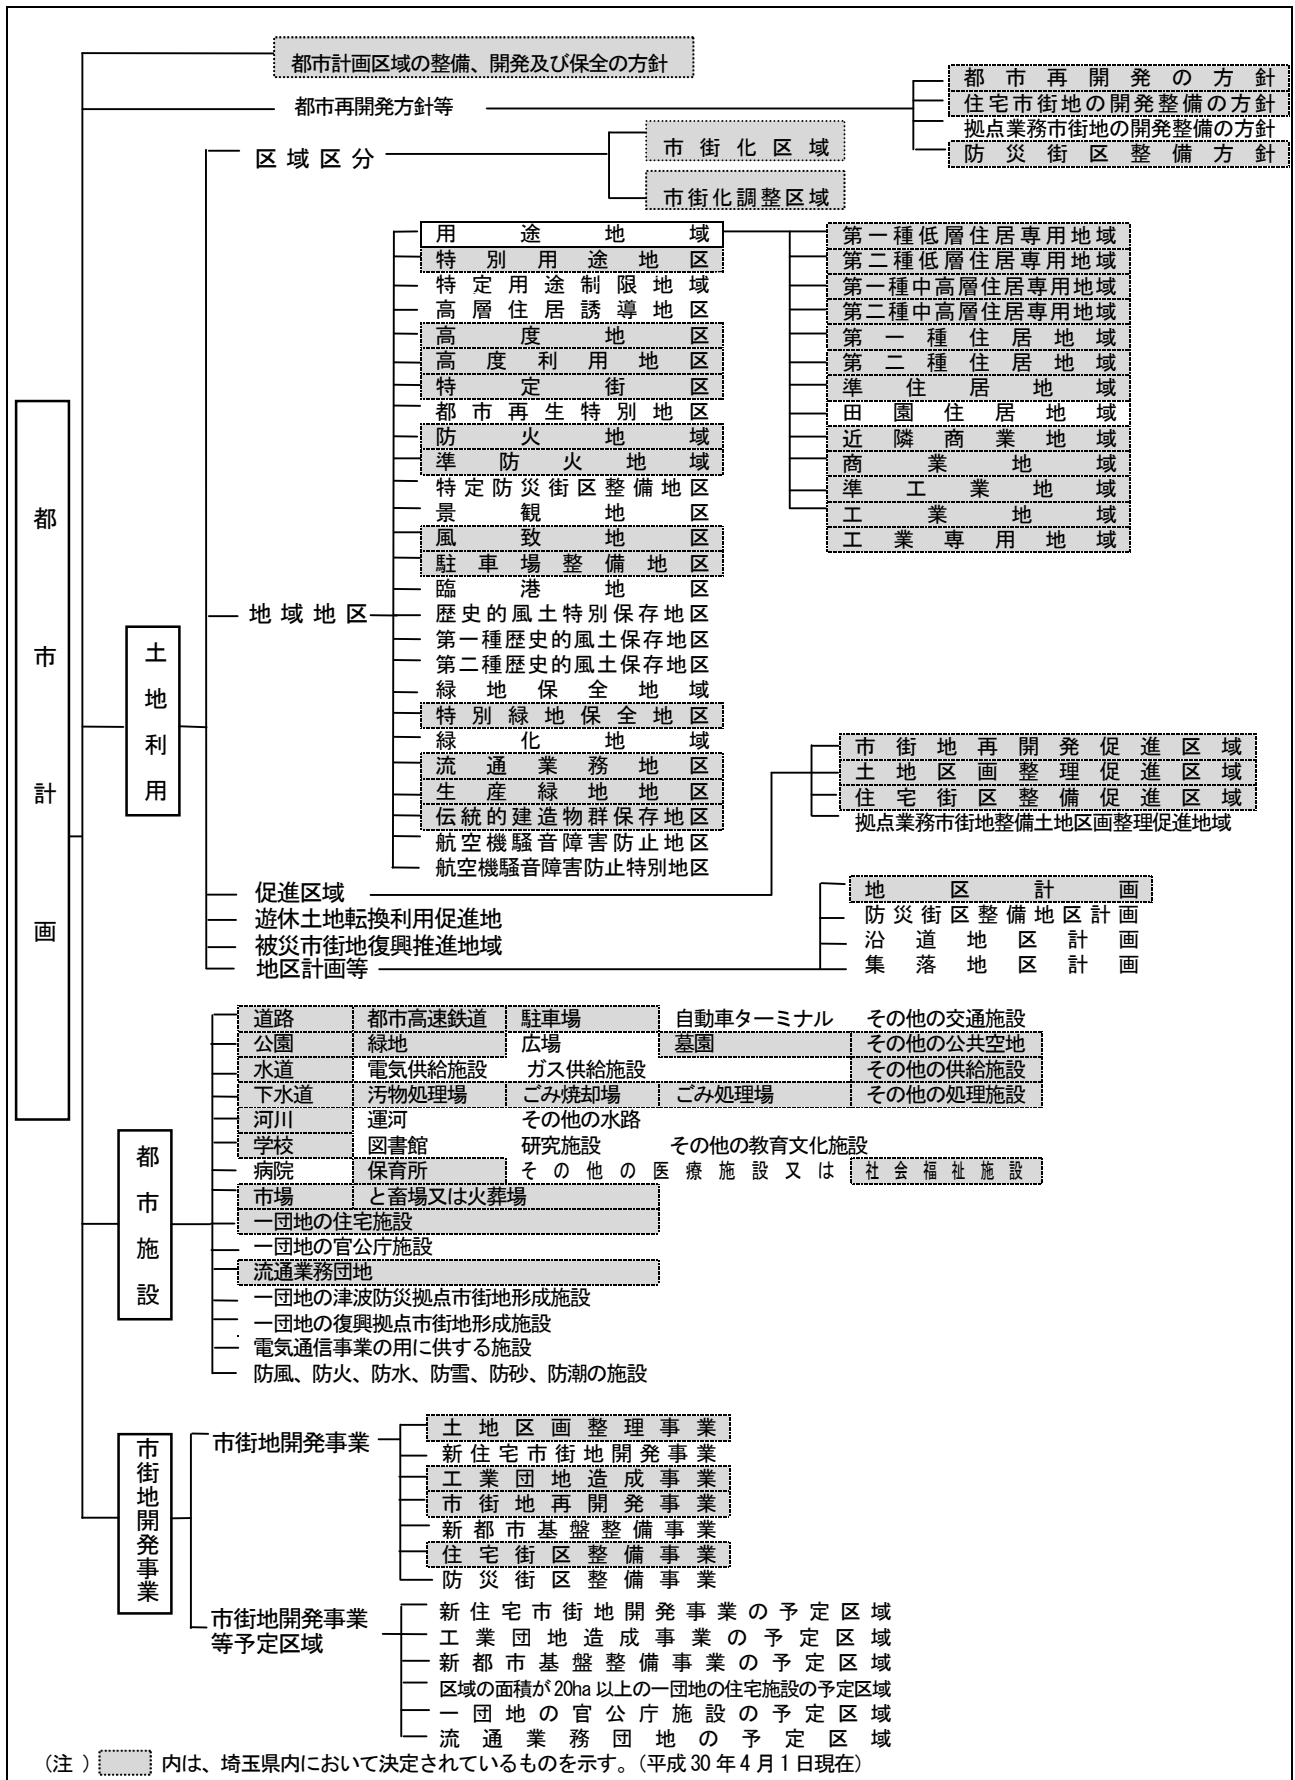 都市計画
都市計画区域の整備、開発及び保全の方針
都市再開発方針等
都市再開発の方針
住宅市街地の開発整備の方針
拠点業務市街地の開発整備の方針
防災街区整備方針
土地利用
区域区分
市街化区域
市街化調整区域
地域地区
用途地域
特別用途地区
特定用途制限地域
高層住居誘導地区
高度地区
高度利用地区
特定街区
都市再生特別地区
防火地域
準防火地域
特定防災街区整備地区
景観地区
風致地区
駐車場整備地区
臨港地区
歴史的風土特別保存地区
第一種歴史的風土保存地区
第二種歴史的風土保存地区
緑地保全地域
特別緑地保全地区
緑化地域
流通業務地区
生産緑地地区
伝統的建造物群保存地区
航空機騒音障害防止地区
航空機騒音障害防止特別地区
第一種低層住居専用地域
第二種低層住居専用地域
第一種中高層住居専用地域
第二種中高層住居専用地域
第一種住居地域
第二種住居地域
準住居地域
田園住居地域
近隣商業地域
商業地域
準工業地域
工業地域
工業専用地域
促進区域
市街地再開発促進区域
土地区画整理促進区域
住宅街区整備促進区域
拠点業務市街地整備土地区画整理促進地域
遊休土地転換利用促進地
被災市街地復興推進地域
地区計画等
地区計画
防災街区整備地区計画
沿道地区計画
集落地区計画
都市施設
道路 都市高速鉄道 駐車場 自動車ターミナル その他の交通施設
公園 緑地 広場 墓園 その他の公共空地
水道 電気供給施設 ガス供給施設 その他の供給施設
下水道 汚物処理場 ごみ焼却場 ごみ処理場 その他の処理施設
河川 運河 その他の水路
学校 図書館 研究施設 その他の教育文化施設
病院 保育所 その他の医療施設又は 社会福祉施設
市場 と畜場又は火葬場
一団地の住宅施設
一団地の官公庁施設
流通業務団地
一団地の津波防災拠点市街地形成施設
一団地の復興拠点市街地形成施設
電気通信事業の用に供する施設
防風、防火、防水、防雪、防砂、防潮の施設
市街地開発事業
市街地開発事業
土地区画整理事業
新住宅市街地開発事業
工業団地造成事業
市街地再開発事業
新都市基盤整備事業
住宅街区整備事業
防災街区整備事業
市街地開発事業
等予定区域
新住宅市街地開発事業の予定区域
工業団地造成事業の予定区域
新都市基盤整備事業の予定区域
区域の面積が20ha以上の一団地の住宅施設の予定区域
一団地の官公庁施設の予定区域
流通業務団地の予定区域
（注）内は、埼玉県内において決定されているものを示す。（平成30年4月1日現在）